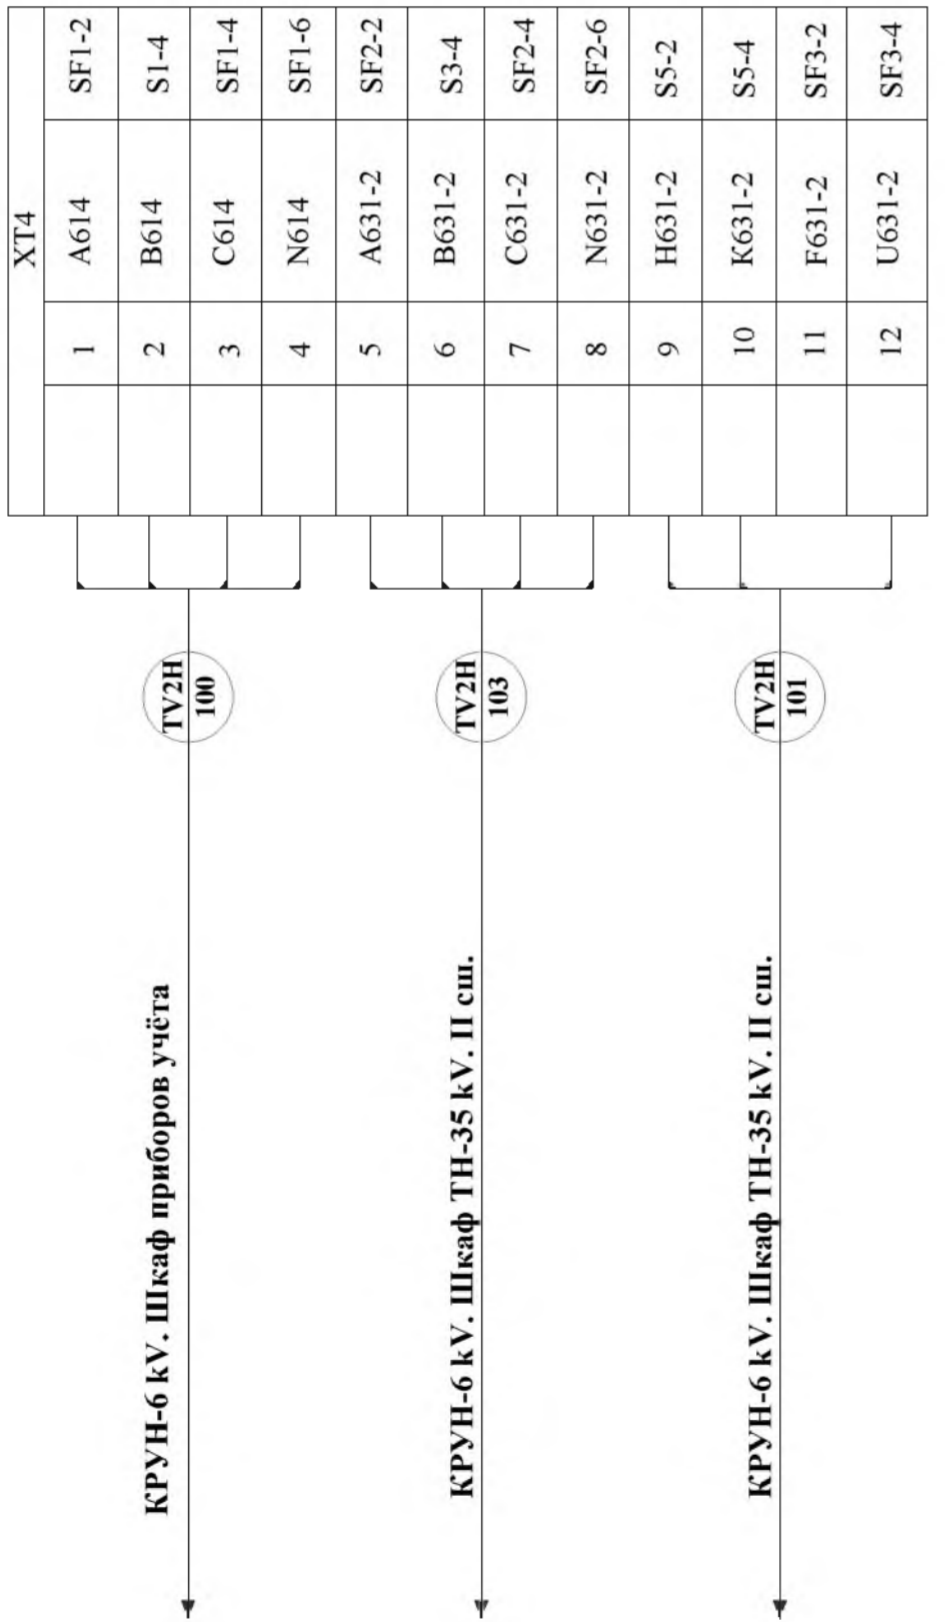 XT4
1 A614 SF1-2
2 B614 S1-4
3 C614 SF1-4
4 N614 SF1-6
5 A631-2 SF2-2
6 B631-2 S3-4
7 C631-2 SF2-4
8 N631-2 SF2-6
9 H631-2 S5-2
10 K631-2 S5-4
11 F631-2 SF3-2
12 U631-2 SF3-4
КРУН-6 kV. Шкаф приборов учёта
TV2H
100
КРУН-6 kV. Шкаф ТН-35 kV. II сш.
TV2H
103
КРУН-6 kV. Шкаф ТН-35 kV. II сш.
TV2H
101